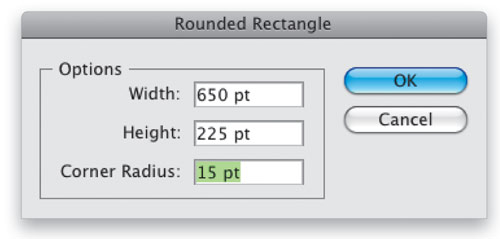 Rounded Rectangle
Options
Width: 650 pt
OK
Height: 225 pt
Cancel
Corner Radius: 15 pt